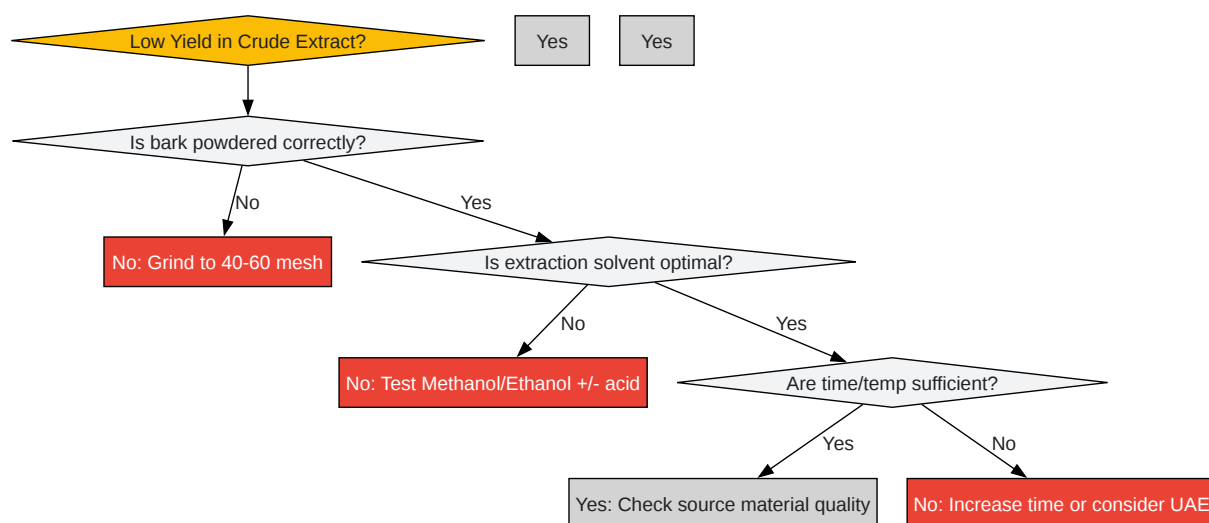 Low Yield in Crude Extract?
Yes
Yes
Is bark powdered correctly?
No
Yes
No: Grind to 40-60 mesh
Is extraction solvent optimal?
No
Yes
No: Test Methanol/Ethanol +/- acid
Are time/temp sufficient?
Yes
No
Yes: Check source material quality
No: Increase time or consider UAE